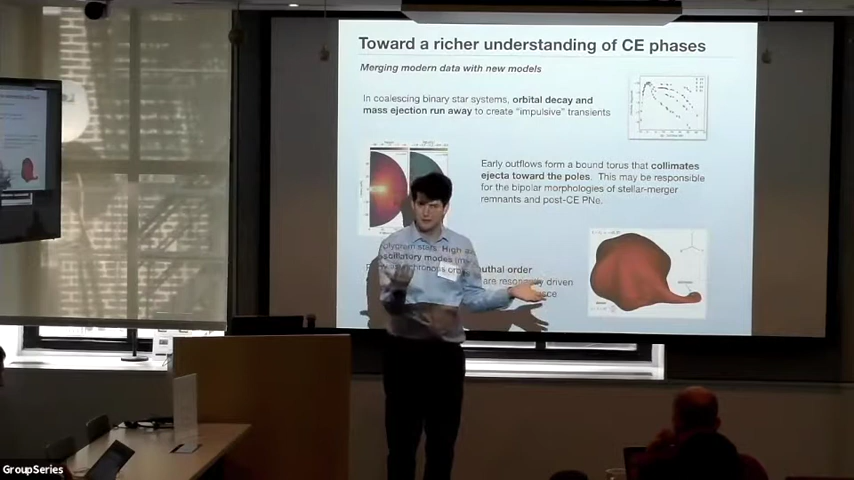 Toward a richer understanding of CE phases
Merging modern data with new models
In coalescing binary star systems, orbital decay and
mass ejection run away to create "impulsive" transients
Early outflows form a bound torus that collimates
ejecta toward the poles. This may be responsible
for the bipolar morphologies of stellar-merger
remnants and post-CE PNe.
stars. High
oscillatory modes
azimuthal order
are resonantly driven
GroupSeries